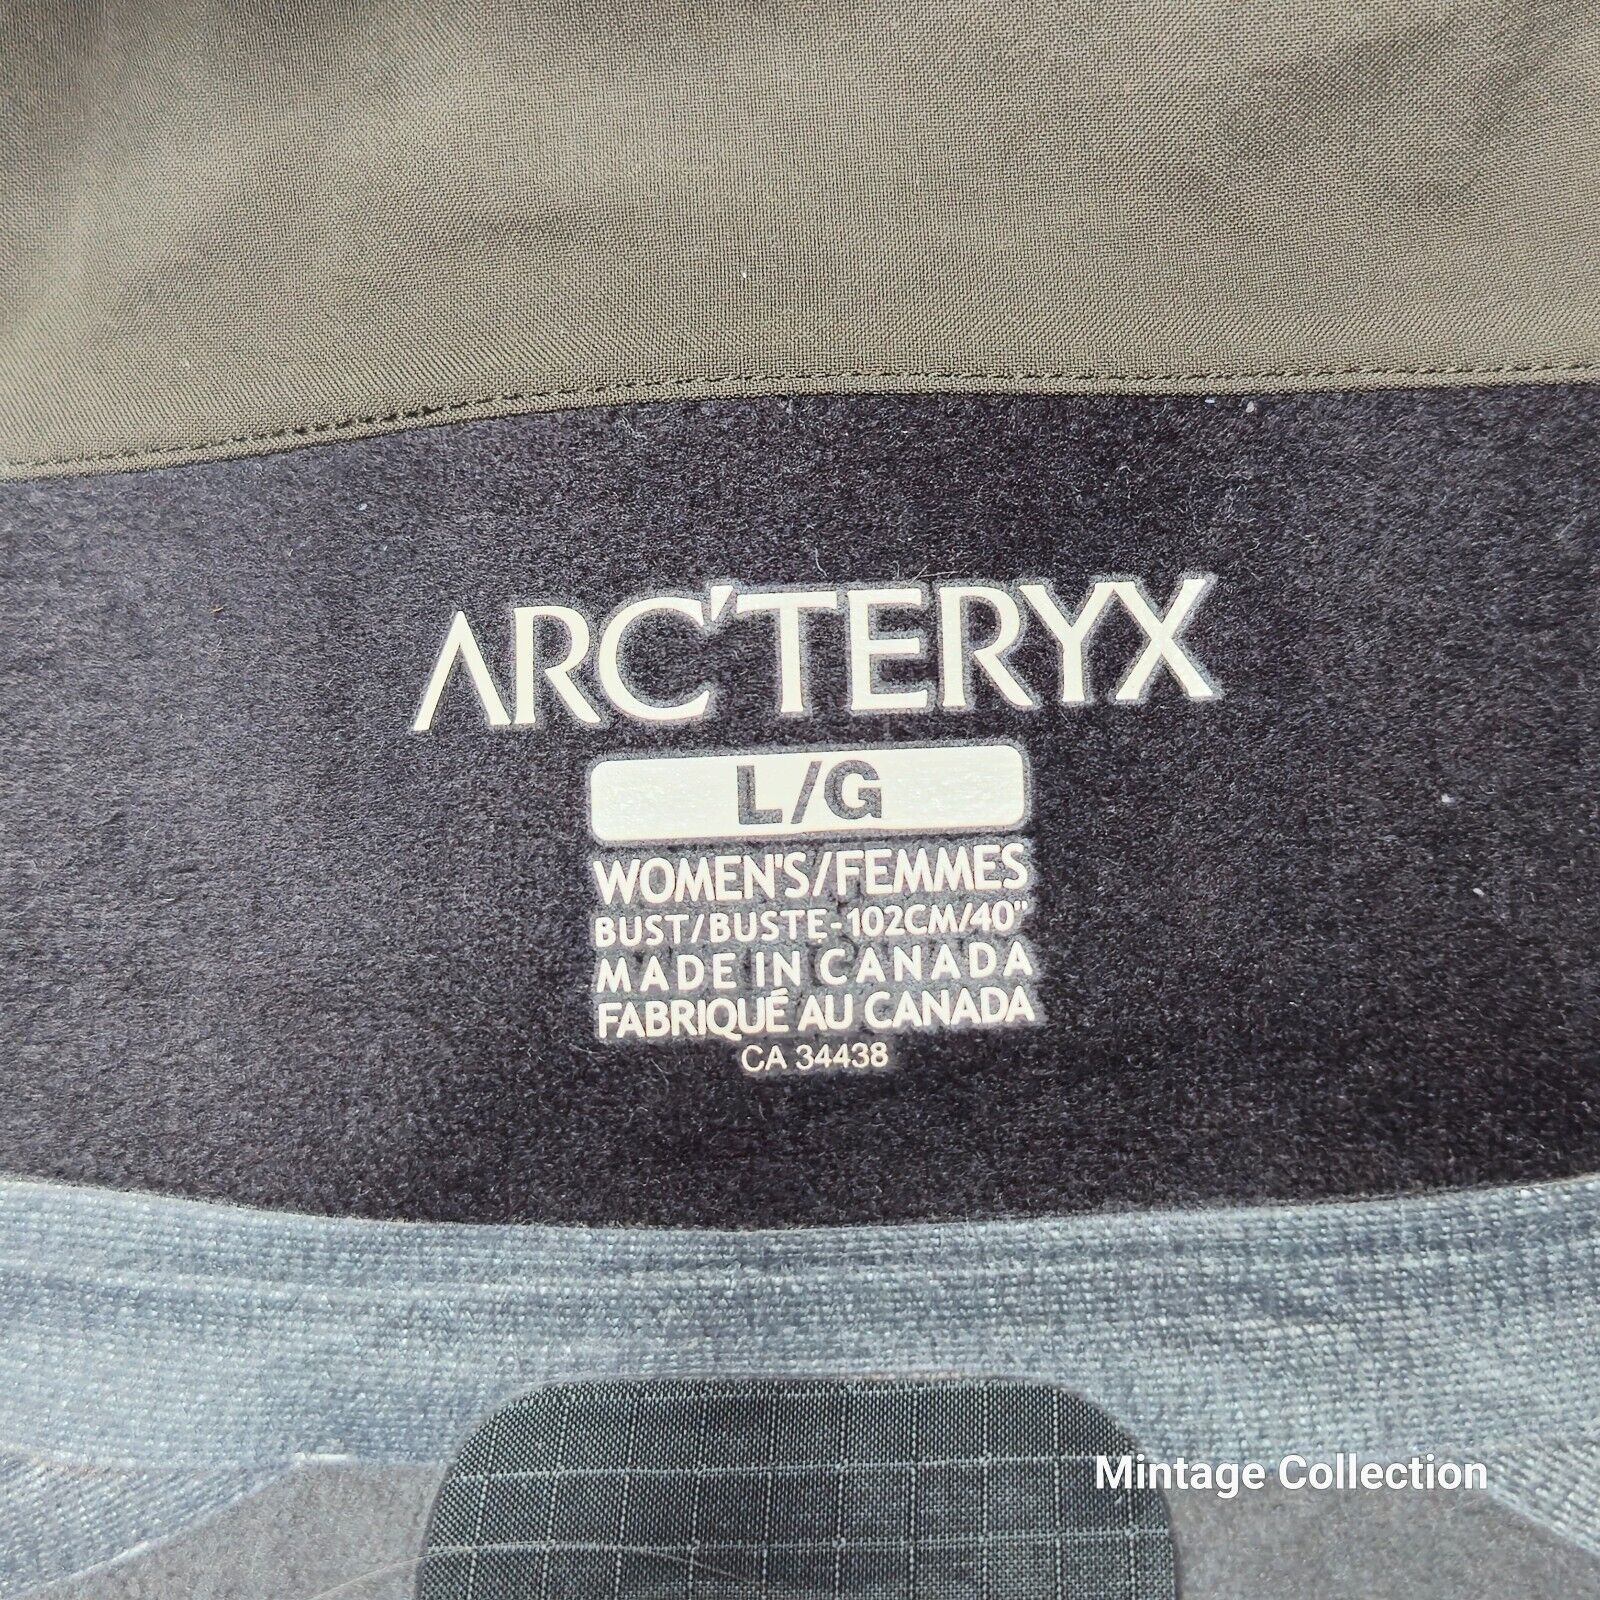 ARC'TERYX
L/G
WOMEN'S/FEMMES
BUST/BUSTE-102CM/40"
MADE IN CANADA
FABRIQUÉ AU CANADA
CA 34438
Mintage Collection